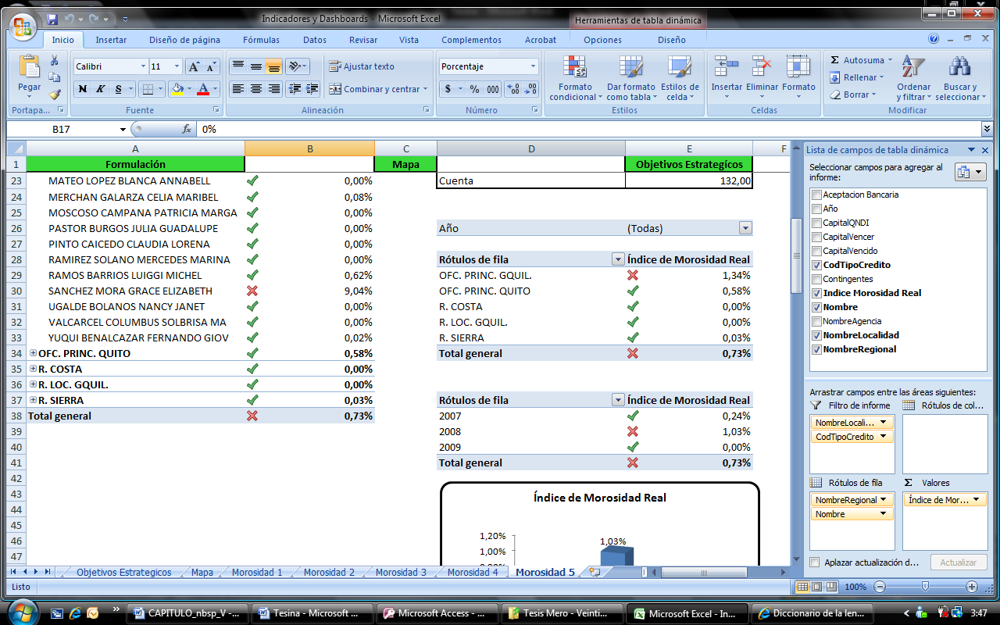 Indicadores y Dashboards - Microsoft Excel
Herramientas de tabla dinámica
Inicio Insertar Diseño de página Fórmulas Datos Revisar Vista Complementos Acrobat Opciones Diseño
Calibri 11 Ajustar texto Porcentaje
Pegar N K S Combinar y centrar $ % 000
Formato condicional Dar formato como tabla Estilos de celda
Insertar Eliminar Formato
Σ Autosuma Rellenar Borrar
Ordenar y filtrar Buscar y seleccionar
Portapa... Fuente Alineación Número Estilos Celdas Modificar
B17 fx 0%
A B C D E F
1 Formulación Mapa Objetivos Estrategícos
23 MATEO LOPEZ BLANCA ANNABELL 0,00% Cuenta 132,00
24 MERCHAN GALARZA CELIA MARIBEL 0,08%
25 MOSCOSO CAMPANA PATRICIA MARGA 0,00%
26 PASTOR BURGOS JULIA GUADALUPE 0,00% Año (Todas)
27 PINTO CAICEDO CLAUDIA LORENA 0,00%
28 RAMIREZ SOLANO MERCEDES MARINA 0,00% Rótulos de fila Índice de Morosidad Real
29 RAMOS BARRIOS LUIGGI MICHEL 0,62% OFC. PRINC. GQUIL. 1,34%
30 SANCHEZ MORA GRACE ELIZABETH 9,04% OFC. PRINC. QUITO 0,58%
31 UGALDE BOLANOS NANCY JANET 0,00% R. COSTA 0,00%
32 VALCARCEL COLUMBUS SOLBRISA MA 0,00% R. LOC. GQUIL. 0,00%
33 YUQUI BENALCAZAR FERNANDO GIOV 0,02% R. SIERRA 0,03%
34 OFC. PRINC. QUITO 0,58% Total general 0,73%
35 R. COSTA 0,00%
36 R. LOC. GQUIL. 0,00%
37 R. SIERRA 0,03% Rótulos de fila Índice de Morosidad Real
38 Total general 0,73% 2007 0,24%
39 2008 1,03%
40 2009 0,00%
41 Total general 0,73%
42
43 Índice de Morosidad Real
44
45
46 1,20% 1,03%
47 1,00%
Objetivos Estrategicos Mapa Morosidad 1 Morosidad 2 Morosidad 3 Morosidad 4 Morosidad 5
Lista de campos de tabla dinámica
Seleccionar campos para agregar al
informe:
Aceptacion Bancaria
Año
CapitalQNDI
CapitalVencer
CapitalVencido
CodTipoCredito
Contingentes
Indice Morosidad Real
Nombre
NombreAgencia
NombreLocalidad
NombreRegional
Arrastrar campos entre las áreas siguientes:
Filtro de informe Rótulos de col...
NombreLocali...
CodTipoCredito
Rótulos de fila Σ Valores
NombreRegional Índice de Mor...
Nombre
Aplazar actualización d... Actualizar
Listo 100%
CAPITULO_nbsp_V -... Tesina - Microsoft ... Microsoft Access - ... Tesis Mero - Veinti... Microsoft Excel - In... Diccionario de la len... 3:47